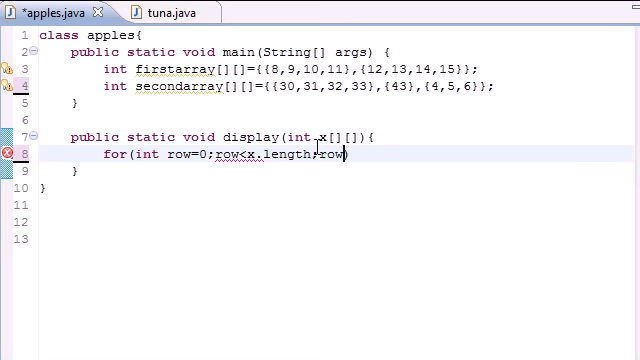 *apples.java tuna.java
1 class apples{
2 public static void main(String[] args) {
3 int firstarray[][]={{8,9,10,11},{12,13,14,15}};
4 int secondarray[][]={{30,31,32,33},{43},{4,5,6}};
5 }
6
7 public static void display(int x[][]){
8 for(int row=0;row<x.length;row)
9 }
10 }
11
12
13